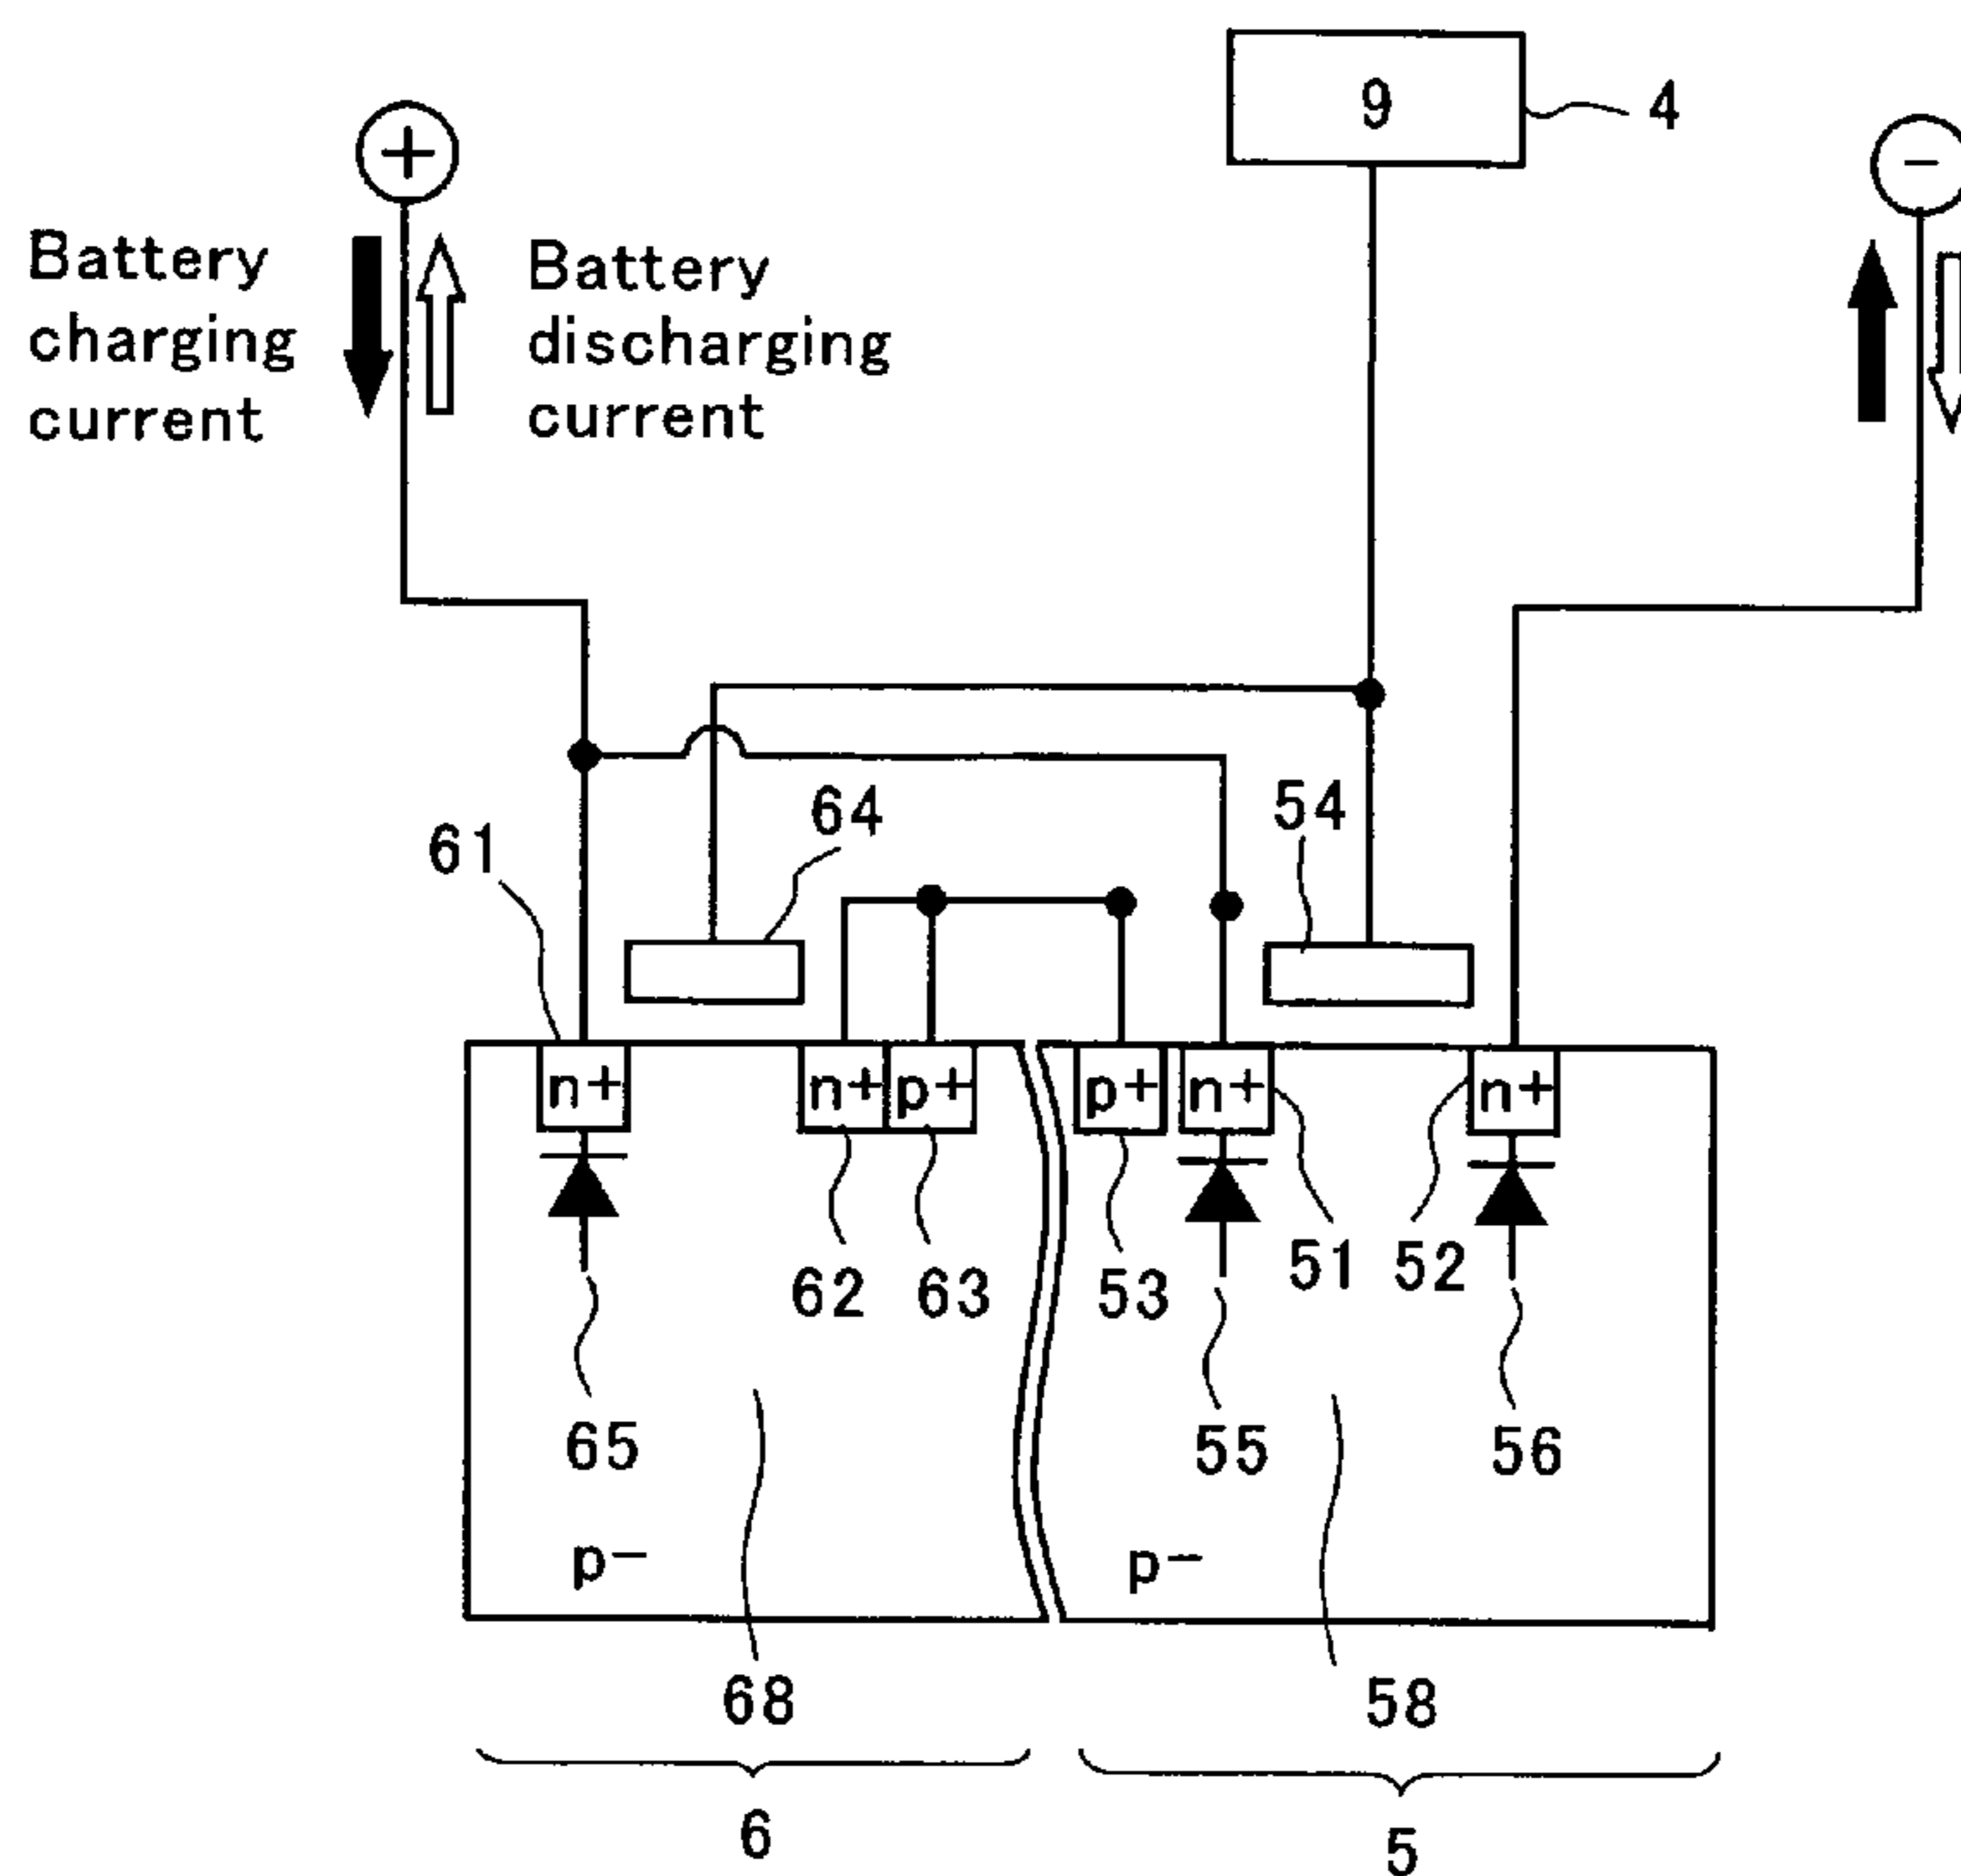 9
4
+
-
Battery
charging
current
Battery
discharging
current
64
54
61
n+
n+
p+
p+
n+
n+
62
63
53
51
52
65
55
56
p-
p-
68
58
6
5